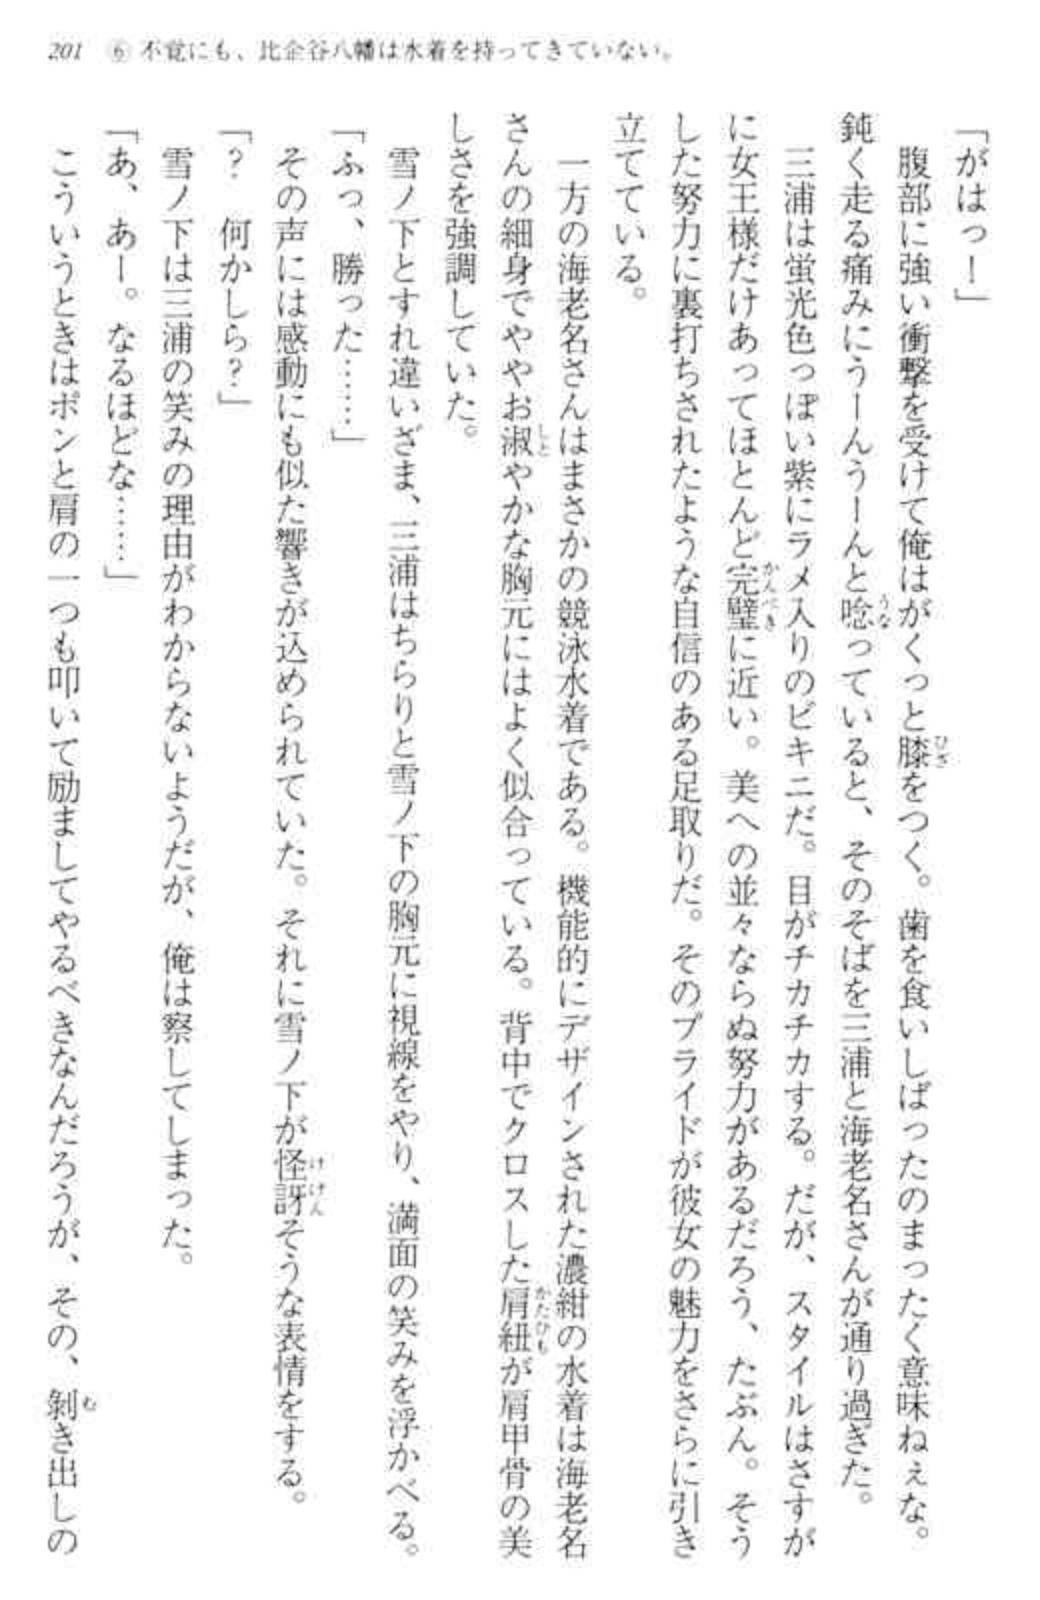 201　⑥ 不覚にも、比企谷八幡は水着を持ってきていない。
「がはっ！」
　腹部に強い衝撃を受けて俺はがくっと膝をつく。歯を食いしばったのまったく意味ねぇな。
鈍く走る痛みにうーんうーんと唸っていると、そのそばを三浦と海老名さんが通り過ぎた。
　三浦は蛍光色っぽい紫にラメ入りのビキニだ。目がチカチカする。だが、スタイルはさすが
に女王様だけあってほとんど完璧に近い。美への並々ならぬ努力があるだろう、たぶん。そう
した努力に裏打ちされたような自信のある足取りだ。そのプライドが彼女の魅力をさらに引き
立てている。
　一方の海老名さんはまさかの競泳水着である。機能的にデザインされた濃紺の水着は海老名
さんの細身でややお淑やかな胸元にはよく似合っている。背中でクロスした肩紐が肩甲骨の美
しさを強調していた。
　雪ノ下とすれ違いざま、三浦はちらりと雪ノ下の胸元に視線をやり、満面の笑みを浮かべる。
「ふっ、勝った……」
　その声には感動にも似た響きが込められていた。それに雪ノ下が怪訝そうな表情をする。
「？　何かしら？」
　雪ノ下は三浦の笑みの理由がわからないようだが、俺は察してしまった。
「あ、あー。なるほどな……」
　こういうときはポンと肩の一つも叩いて励ましてやるべきなんだろうが、その、剝き出しの